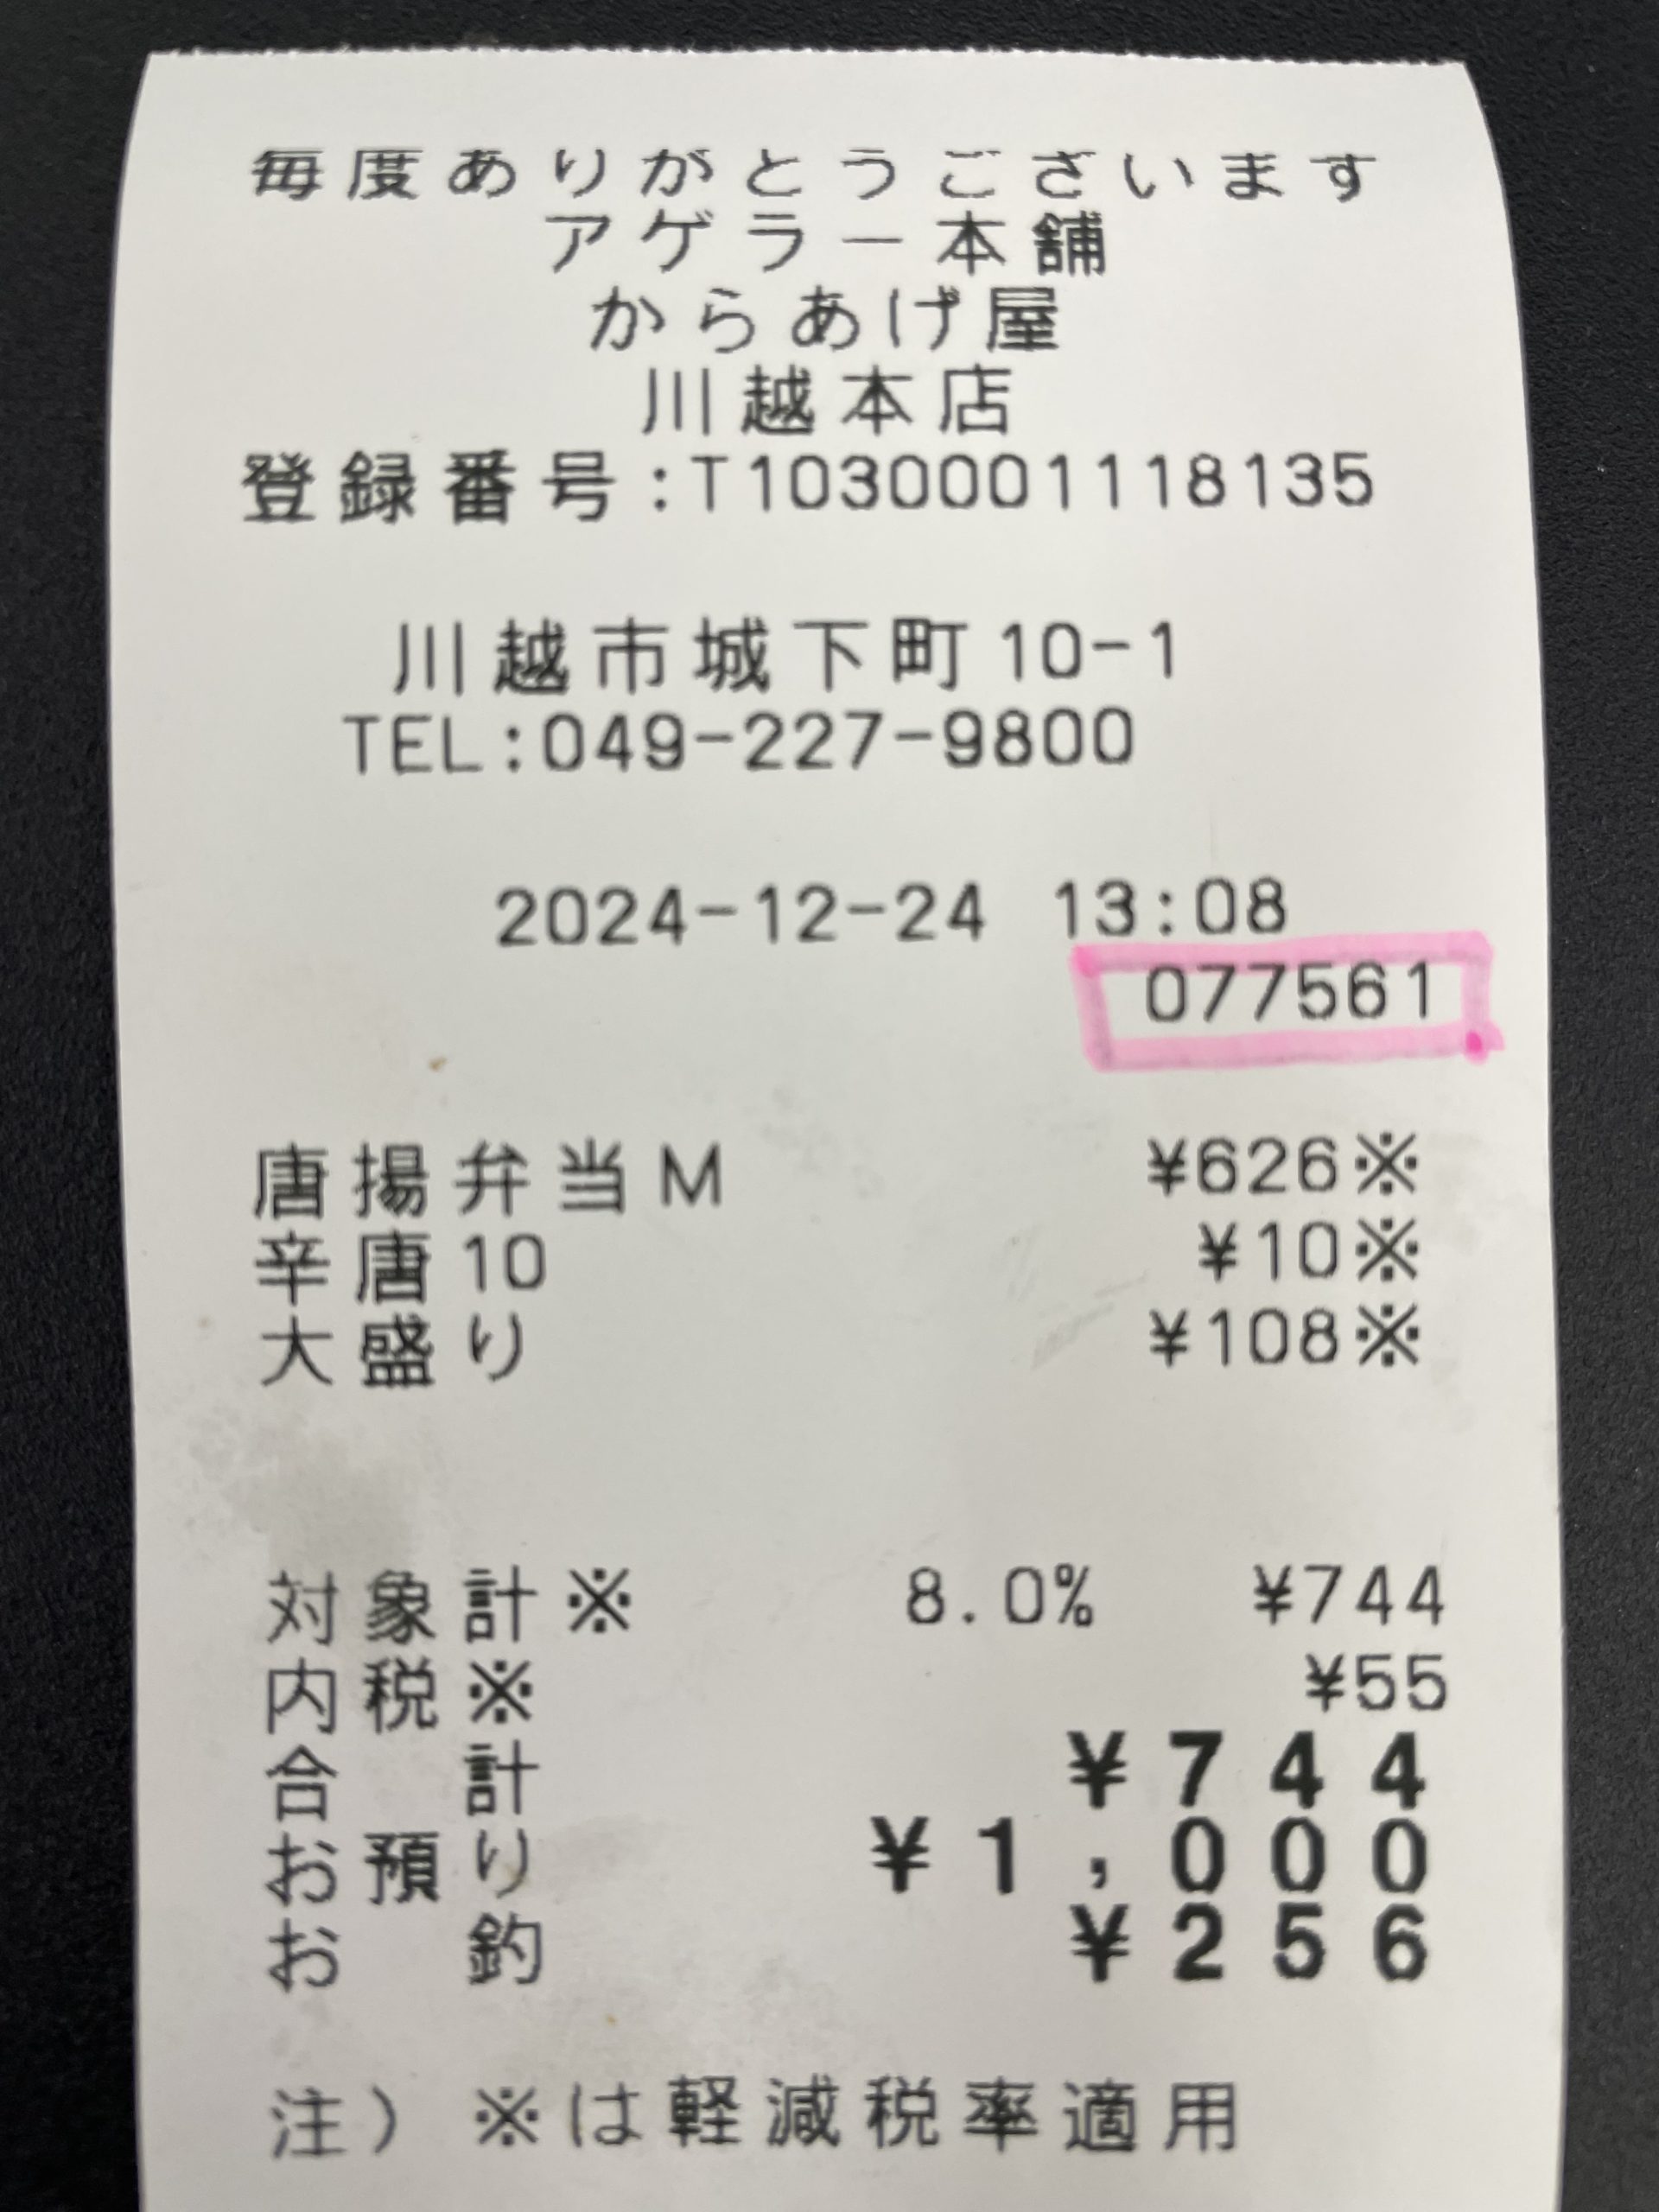 毎度ありがとうございます
アゲラー本舗
からあげ屋
川越本店
登録番号:T1030001118135
川越市城下町10-1
TEL:049-227-9800
2024-12-24 13:08
077561
唐揚弁当M ¥626※
辛唐10 ¥10※
大盛り ¥108※
対象計※ 8.0% ¥744
内税※ ¥55
合計 ¥744
お預り ¥1,000
お釣 ¥256
注)※は軽減税率適用